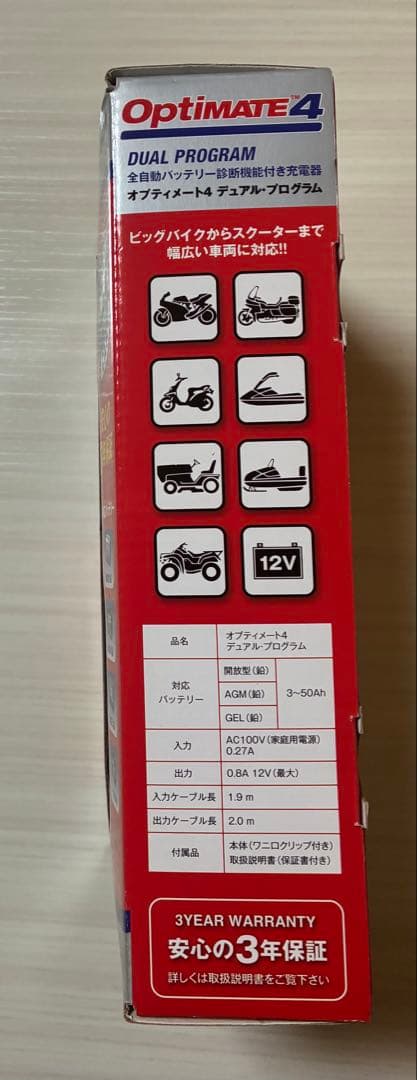 OptiMATE™4
DUAL PROGRAM
全自動バッテリー診断機能付き充電器
オプティメート4 デュアル・プログラム
ビッグバイクからスクーターまで
幅広い車両に対応!!
12V
品名 オプティメート4
デュアル・プログラム
対応
バッテリー
開放型(鉛)
AGM(鉛)
GEL(鉛)
3~50Ah
入力 AC100V(家庭用電源)
0.27A
出力 0.8A 12V(最大)
入力ケーブル長 1.9 m
出力ケーブル長 2.0 m
付属品 本体(ワニ口クリップ付き)
取扱説明書(保証書付き)
3YEAR WARRANTY
安心の3年保証
詳しくは取扱説明書をご覧下さい